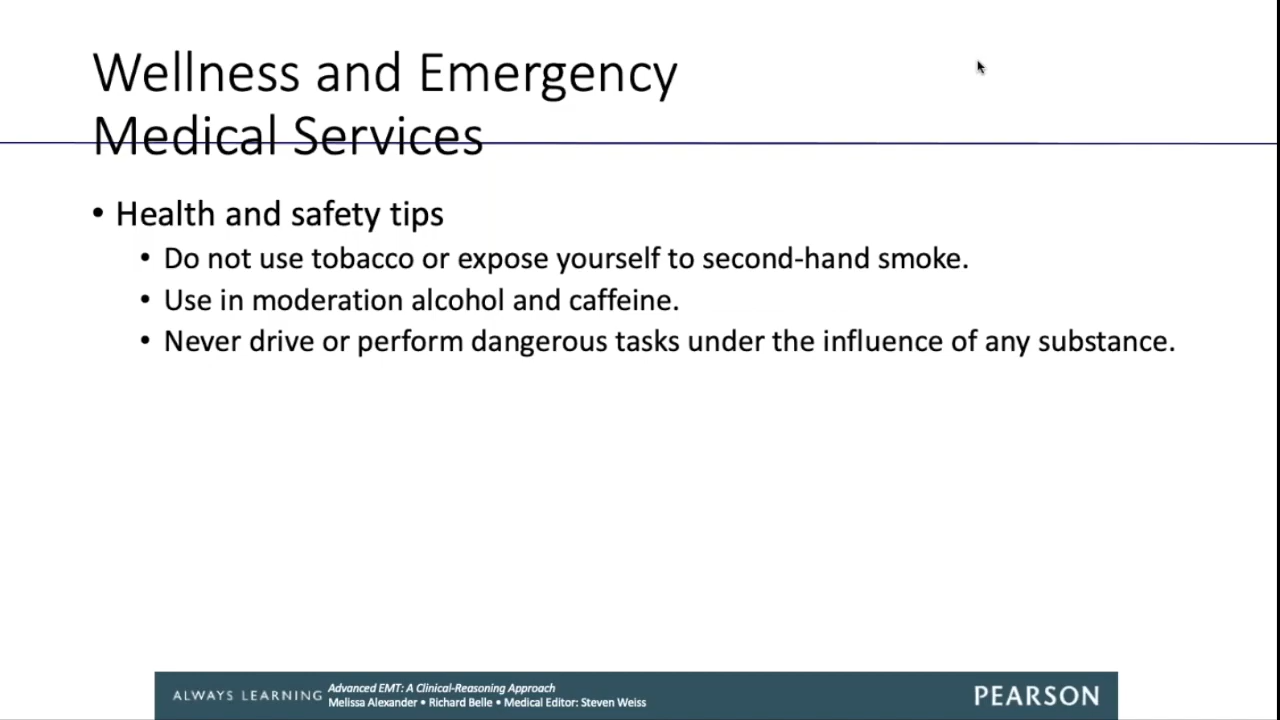 Wellness and Emergency
Medical Services
• Health and safety tips
• Do not use tobacco or expose yourself to second-hand smoke.
• Use in moderation alcohol and caffeine.
• Never drive or perform dangerous tasks under the influence of any substance.
ALWAYS LEARNING
Advanced EMT: A Clinical-Reasoning Approach
Melissa Alexander • Richard Belle • Medical Editor: Steven Weiss
PEARSON